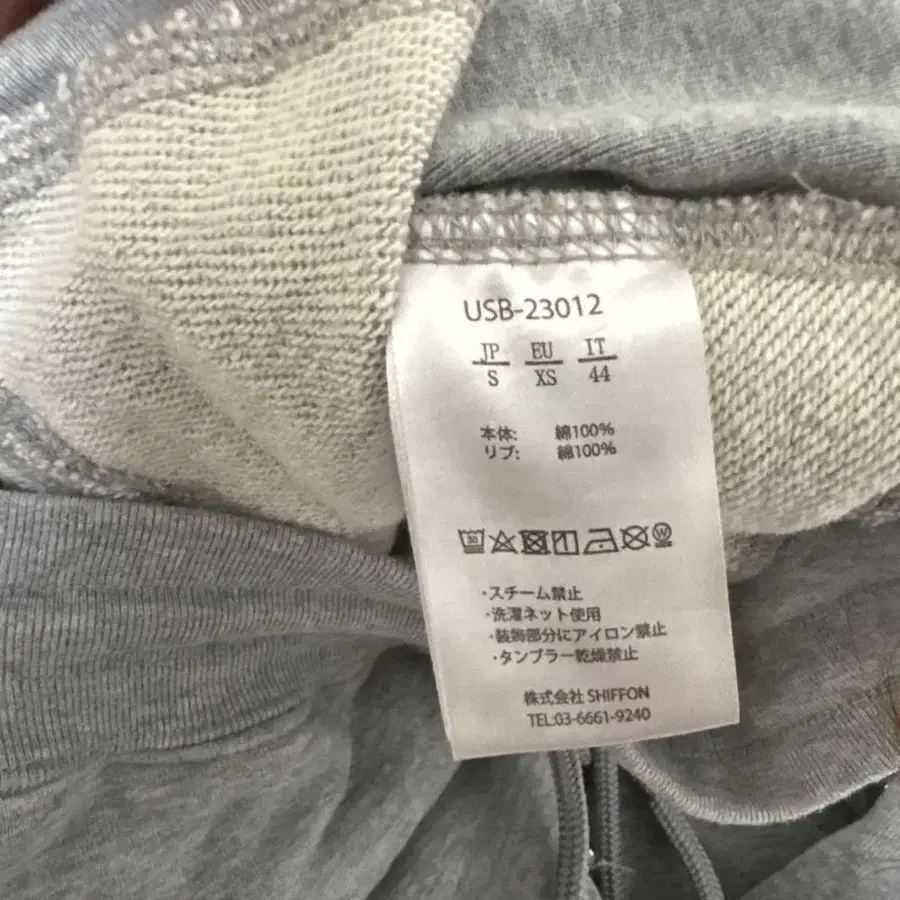 USB-23012
JP EU IT
S XS 44
本体: 綿100%
リブ: 綿100%
30 W
・スチーム禁止
・洗濯ネット使用
・装飾部分にアイロン禁止
・タンブラー乾燥禁止
株式会社 SHIFFON
TEL:03-6661-9240